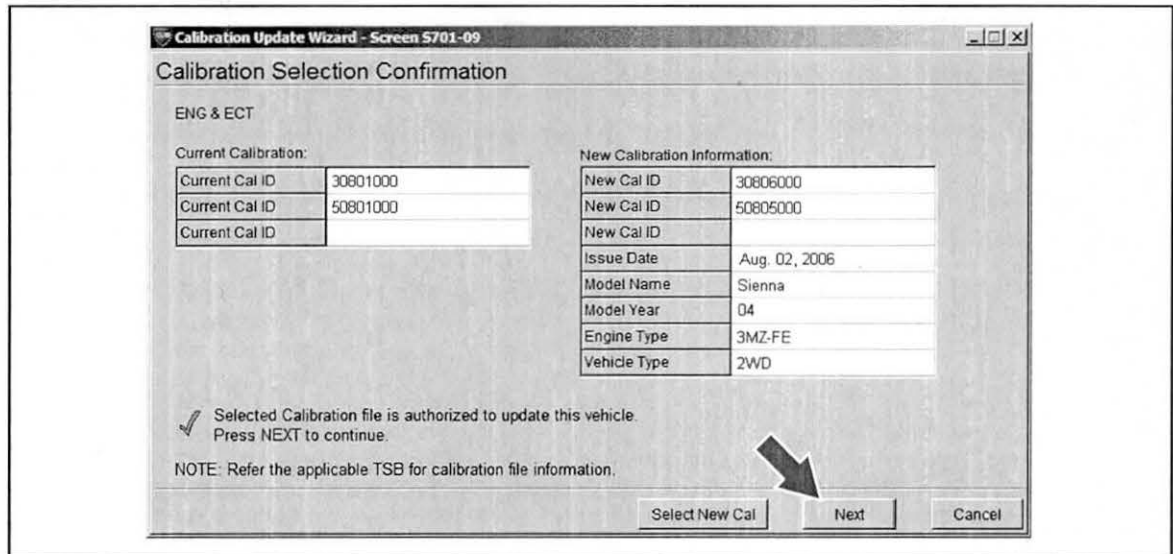 Calibration Update Wizard - Screen S701-09
Calibration Selection Confirmation
ENG & ECT
Current Calibration:
Current Cal ID 30801000
Current Cal ID 50801000
Current Cal ID
New Calibration Information:
New Cal ID 30806000
New Cal ID 50805000
New Cal ID
Issue Date Aug. 02, 2006
Model Name Sienna
Model Year 04
Engine Type 3MZ-FE
Vehicle Type 2WD
Selected Calibration file is authorized to update this vehicle.
Press NEXT to continue.
NOTE: Refer the applicable TSB for calibration file information.
Select New Cal Next Cancel